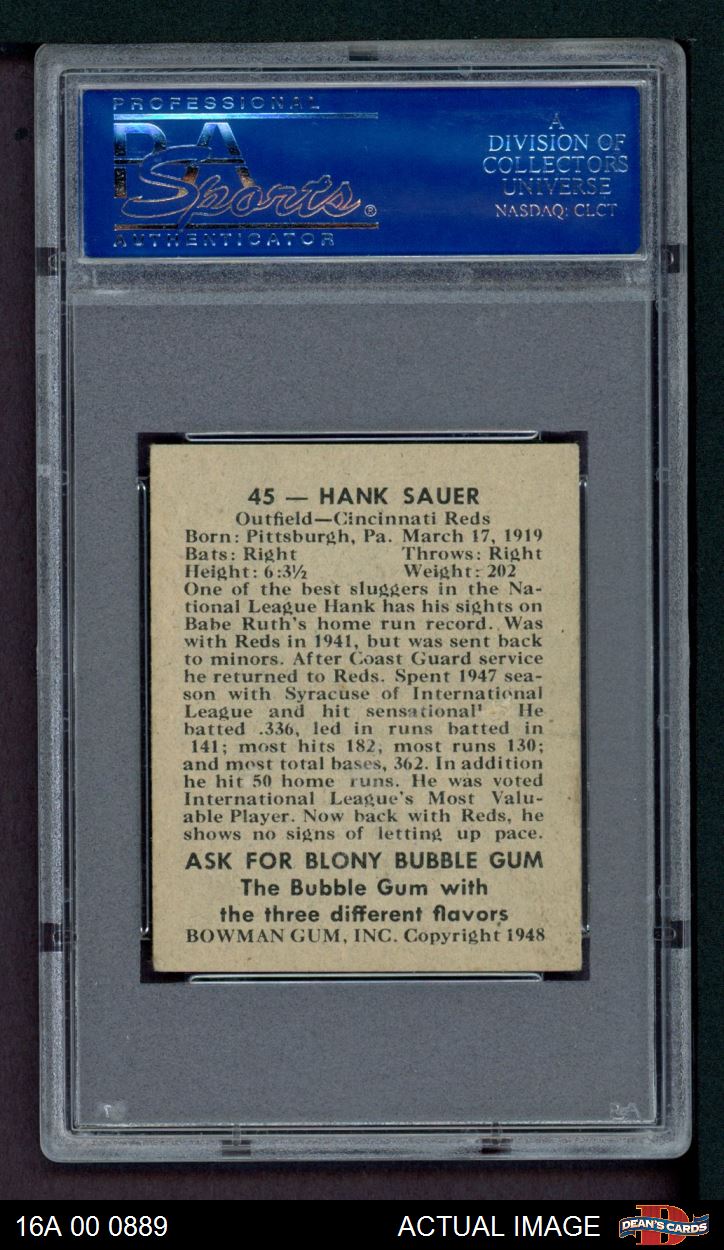 PROFESSIONAL
PSA
Sports®
AUTHENTICATOR
A
DIVISION OF
COLLECTORS
UNIVERSE
NASDAQ: CLCT
45 — HANK SAUER
Outfield—Cincinnati Reds
Born: Pittsburgh, Pa. March 17, 1919
Bats: Right Throws: Right
Height: 6:3½ Weight: 202
One of the best sluggers in the Na-
tional League Hank has his sights on
Babe Ruth's home run record. Was
with Reds in 1941, but was sent back
to minors. After Coast Guard service
he returned to Reds. Spent 1947 sea-
son with Syracuse of International
League and hit sensational! He
batted .336, led in runs batted in
141; most hits 182, most runs 130;
and most total bases, 362. In addition
he hit 50 home runs. He was voted
International League's Most Valu-
able Player. Now back with Reds, he
shows no signs of letting up pace.
ASK FOR BLONY BUBBLE GUM
The Bubble Gum with
the three different flavors
BOWMAN GUM, INC. Copyright 1948
PSA
16A 00 0889
ACTUAL IMAGE
DEAN'S CARDS